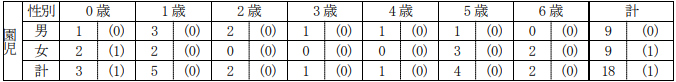 園児 性別 0歳 1歳 2歳 3歳 4歳 5歳 6歳 計
男 1 (0) 3 (0) 2 (0) 1 (0) 1 (0) 1 (0) 0 (0) 9 (0)
女 2 (1) 2 (0) 0 (0) 0 (0) 0 (0) 3 (0) 2 (0) 9 (1)
計 3 (1) 5 (0) 2 (0) 1 (0) 1 (0) 4 (0) 2 (0) 18 (1)